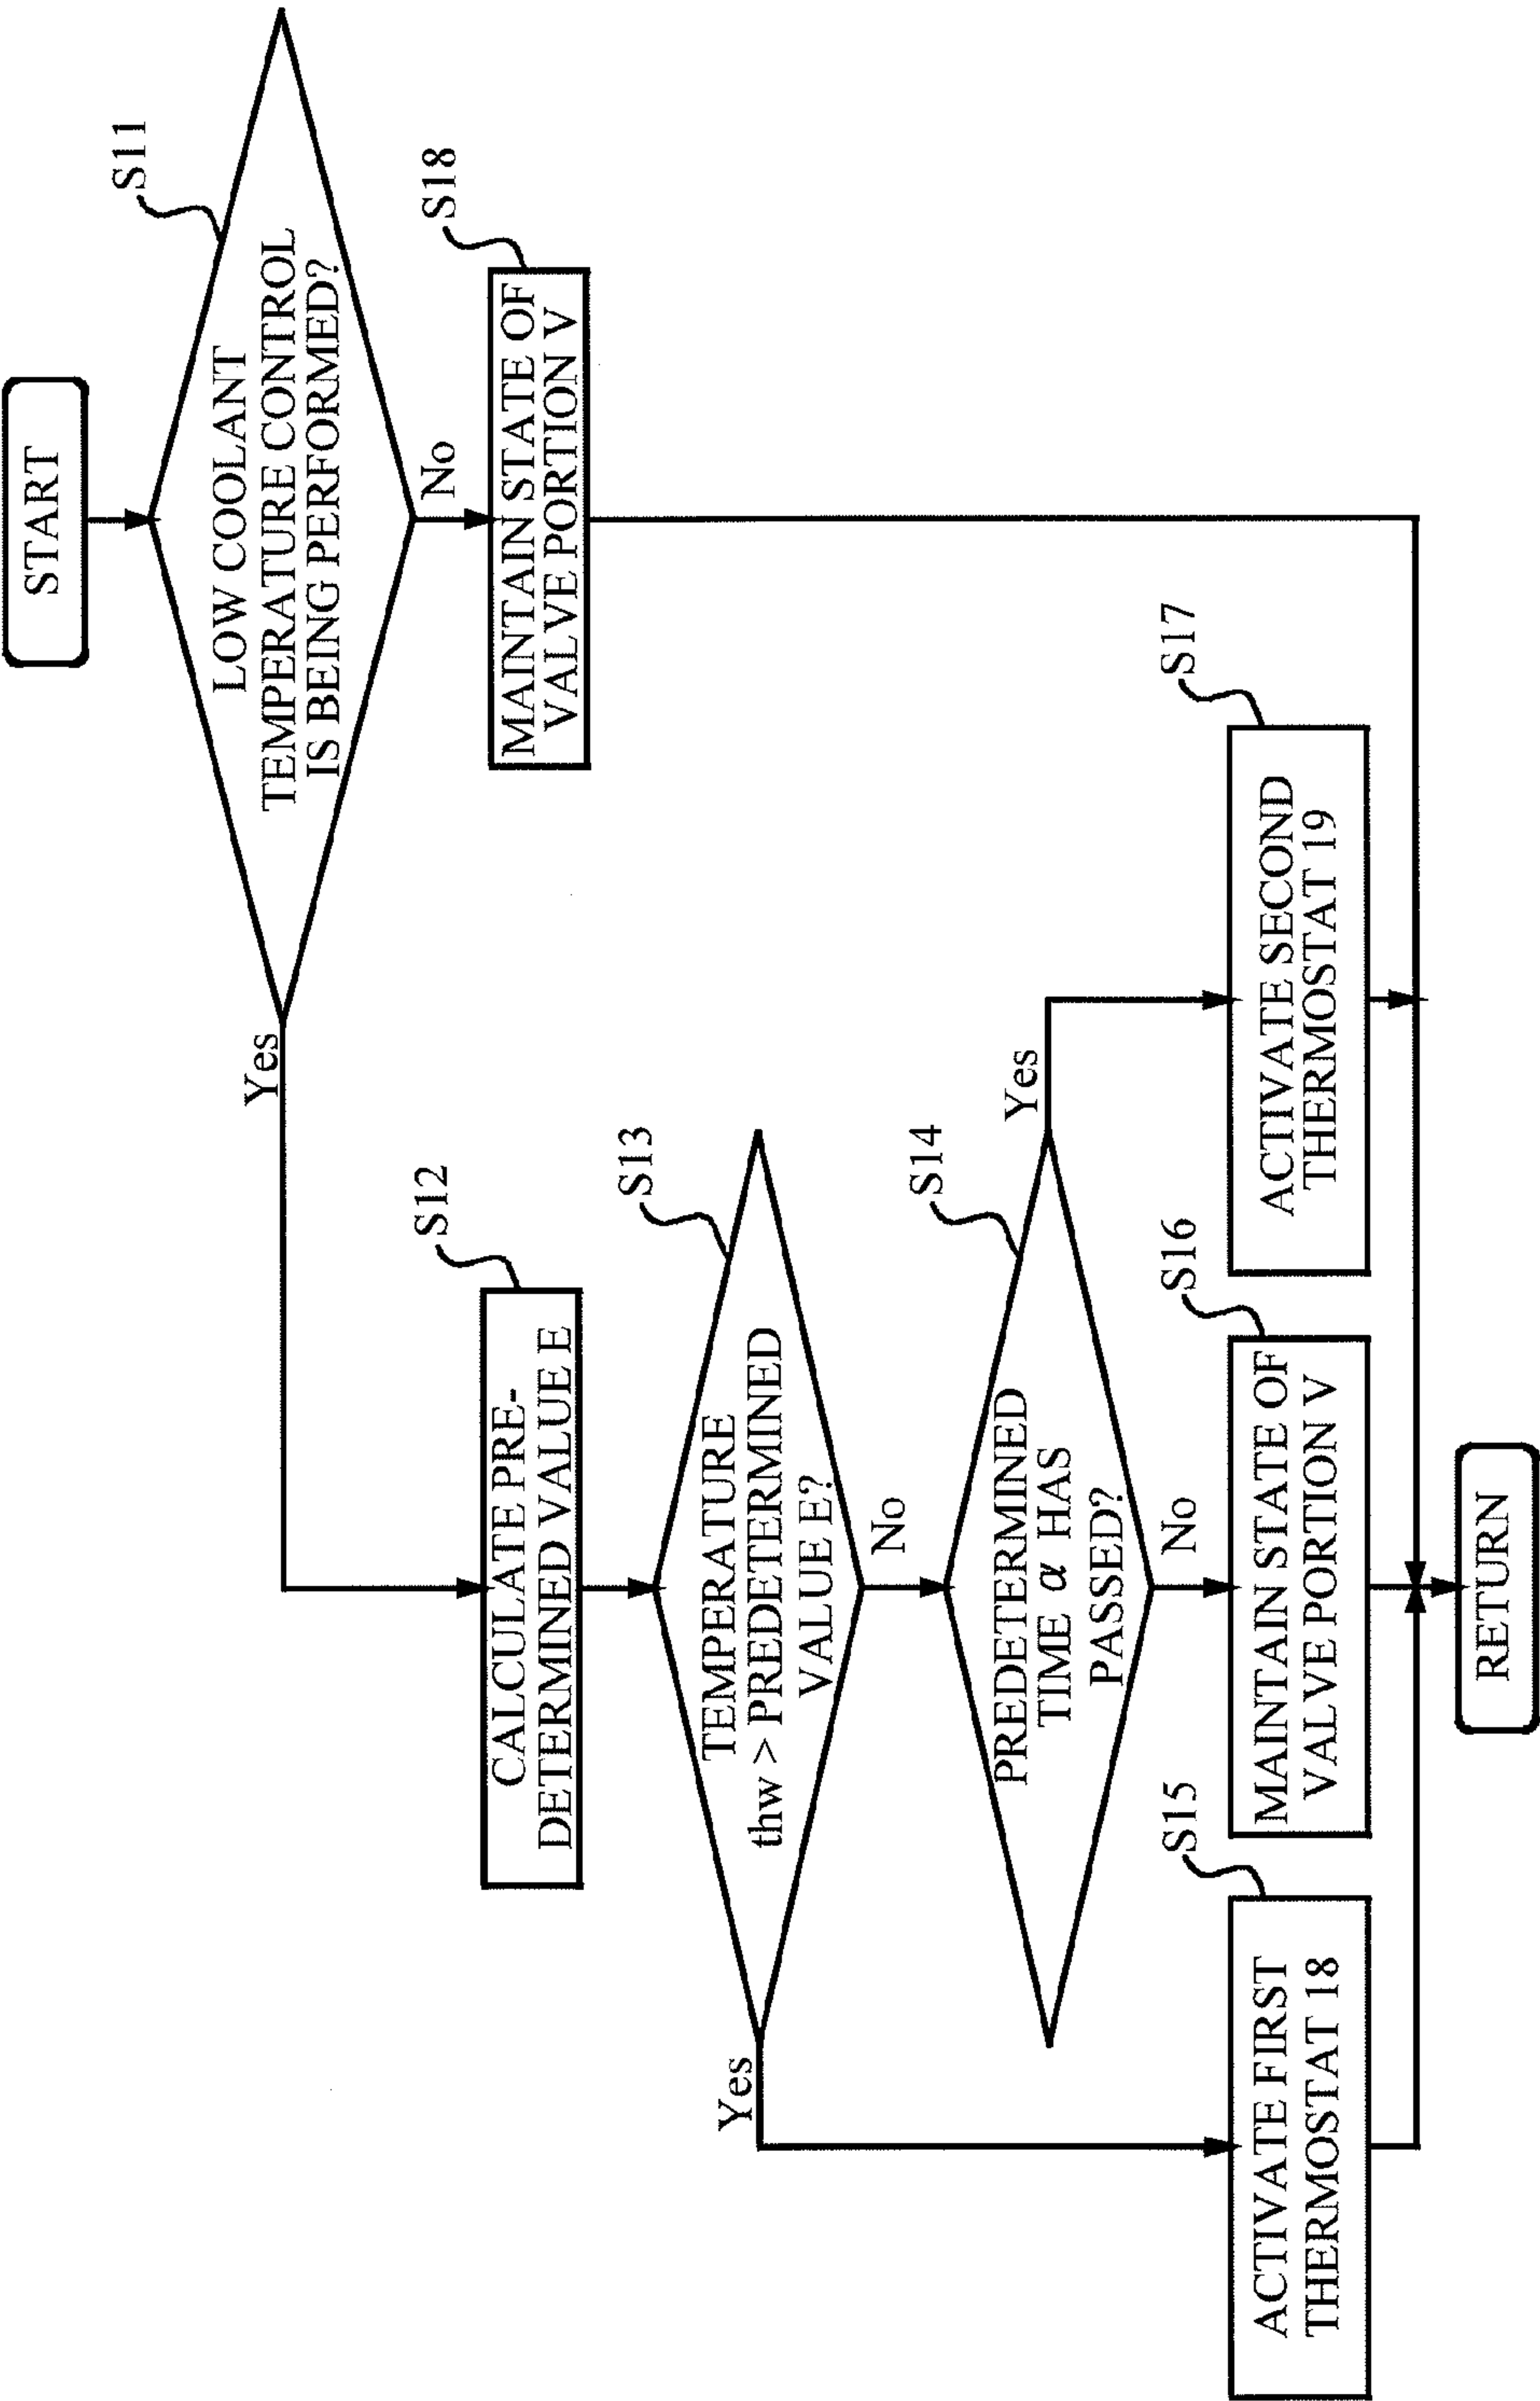 START
S11
LOW COOLANT
TEMPERATURE CONTROL
IS BEING PERFORMED?
Yes
No
S18
MAINTAIN STATE OF
VALVE PORTION V
S12
CALCULATE PRE-
DETERMINED VALUE E
S13
TEMPERATURE
thw > PREDETERMINED
VALUE E?
Yes
No
S14
PREDETERMINED
TIME α HAS
PASSED?
Yes
No
S15
ACTIVATE FIRST
THERMOSTAT 18
S16
MAINTAIN STATE OF
VALVE PORTION V
S17
ACTIVATE SECOND
THERMOSTAT 19
RETURN